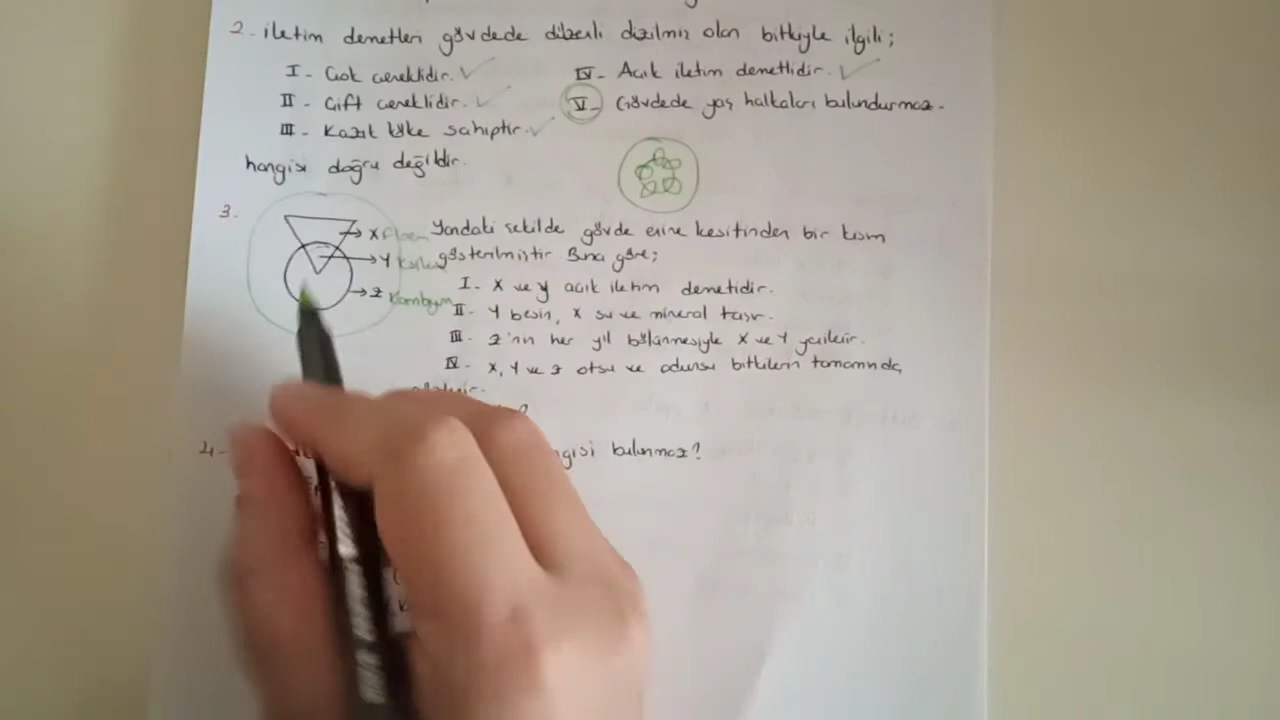 2- iletim demetleri gövdede düzenli dizilmiş olan bitkiyle ilgili;
I- Çok çeneklidir. ✓
II- Çift çeneklidir. ✓
III- Kazık köke sahiptir. ✓
IV- Açık iletim demetlidir. ✓
V- Gövdede yaş halkaları bulundurmaz.
hangisi doğru değildir.
3.
→X Floem
→Y
→Z Kambiyum
Yandaki şekilde gövde enine kesitinden bir kısım
gösterilmiştir Buna göre;
I- X ve Y açık iletim demetidir.
II- Y besin, X su ve mineral taşır.
III- Z'nin her yıl bölünmesiyle X ve Y yenilenir.
IV- X, Y ve Z otsu ve odunsu bitkilerin tamamında
4-
bulunmaz?